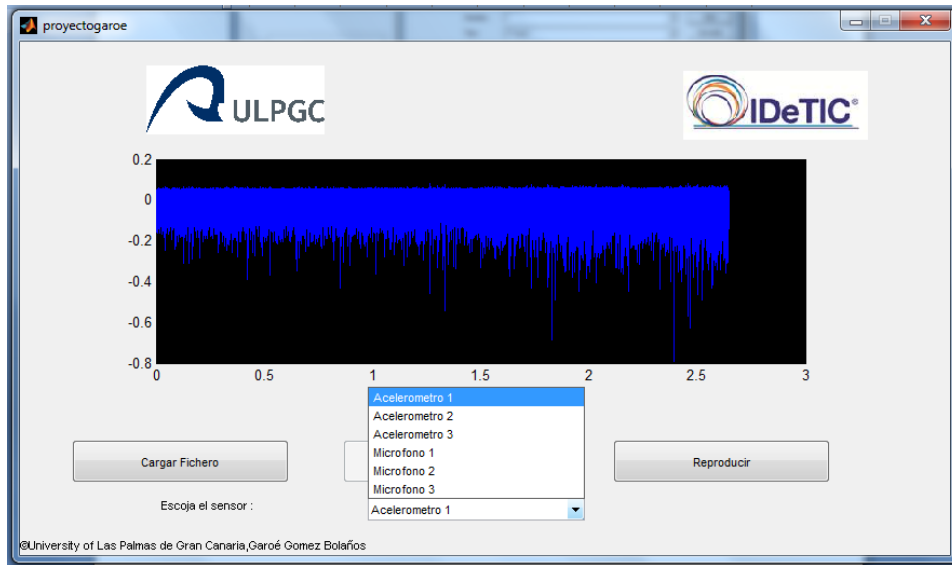 proyectogaroe
ULPGC
IDeTIC®
0.2
0
-0.2
-0.4
-0.6
-0.8
0 0.5 1 1.5 2 2.5 3
Acelerometro 1
Acelerometro 2
Acelerometro 3
Microfono 1
Microfono 2
Microfono 3
Cargar Fichero
Reproducir
Escoja el sensor :
Acelerometro 1
©University of Las Palmas de Gran Canaria,Garoé Gomez Bolaños